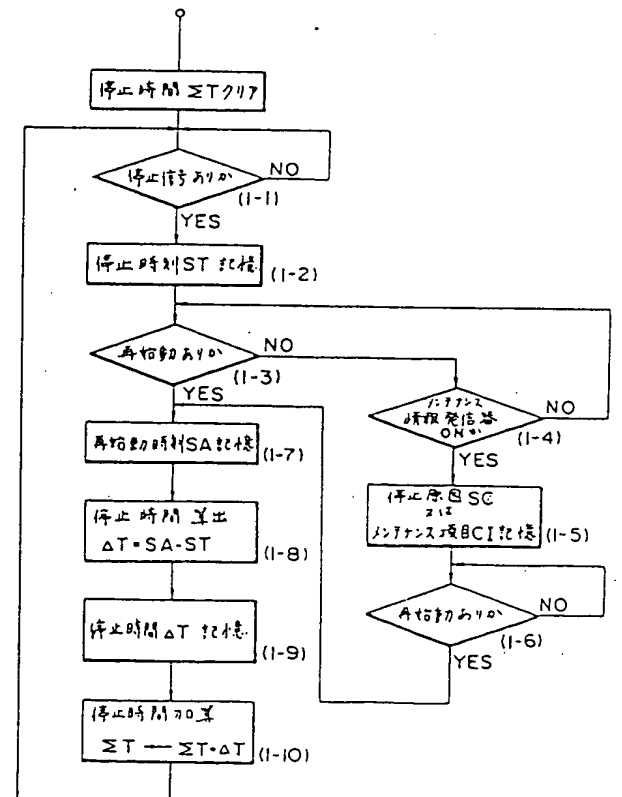 停止時間 ΣTクリア
停止信号ありか
NO
(1-1)
YES
停止時刻ST 記憶
(1-2)
再始動ありか
NO
(1-3)
YES
メンテナンス
情報発信器
ONか
NO
(1-4)
YES
再始動時刻SA記憶
(1-7)
停止原因SC
又は
メンテナンス項目CI記憶
(1-5)
停止時間 算出
ΔT=SA-ST
(1-8)
再始動ありか
NO
(1-6)
YES
停止時間ΔT 記憶
(1-9)
停止時間加算
ΣT ← ΣT+ΔT
(1-10)